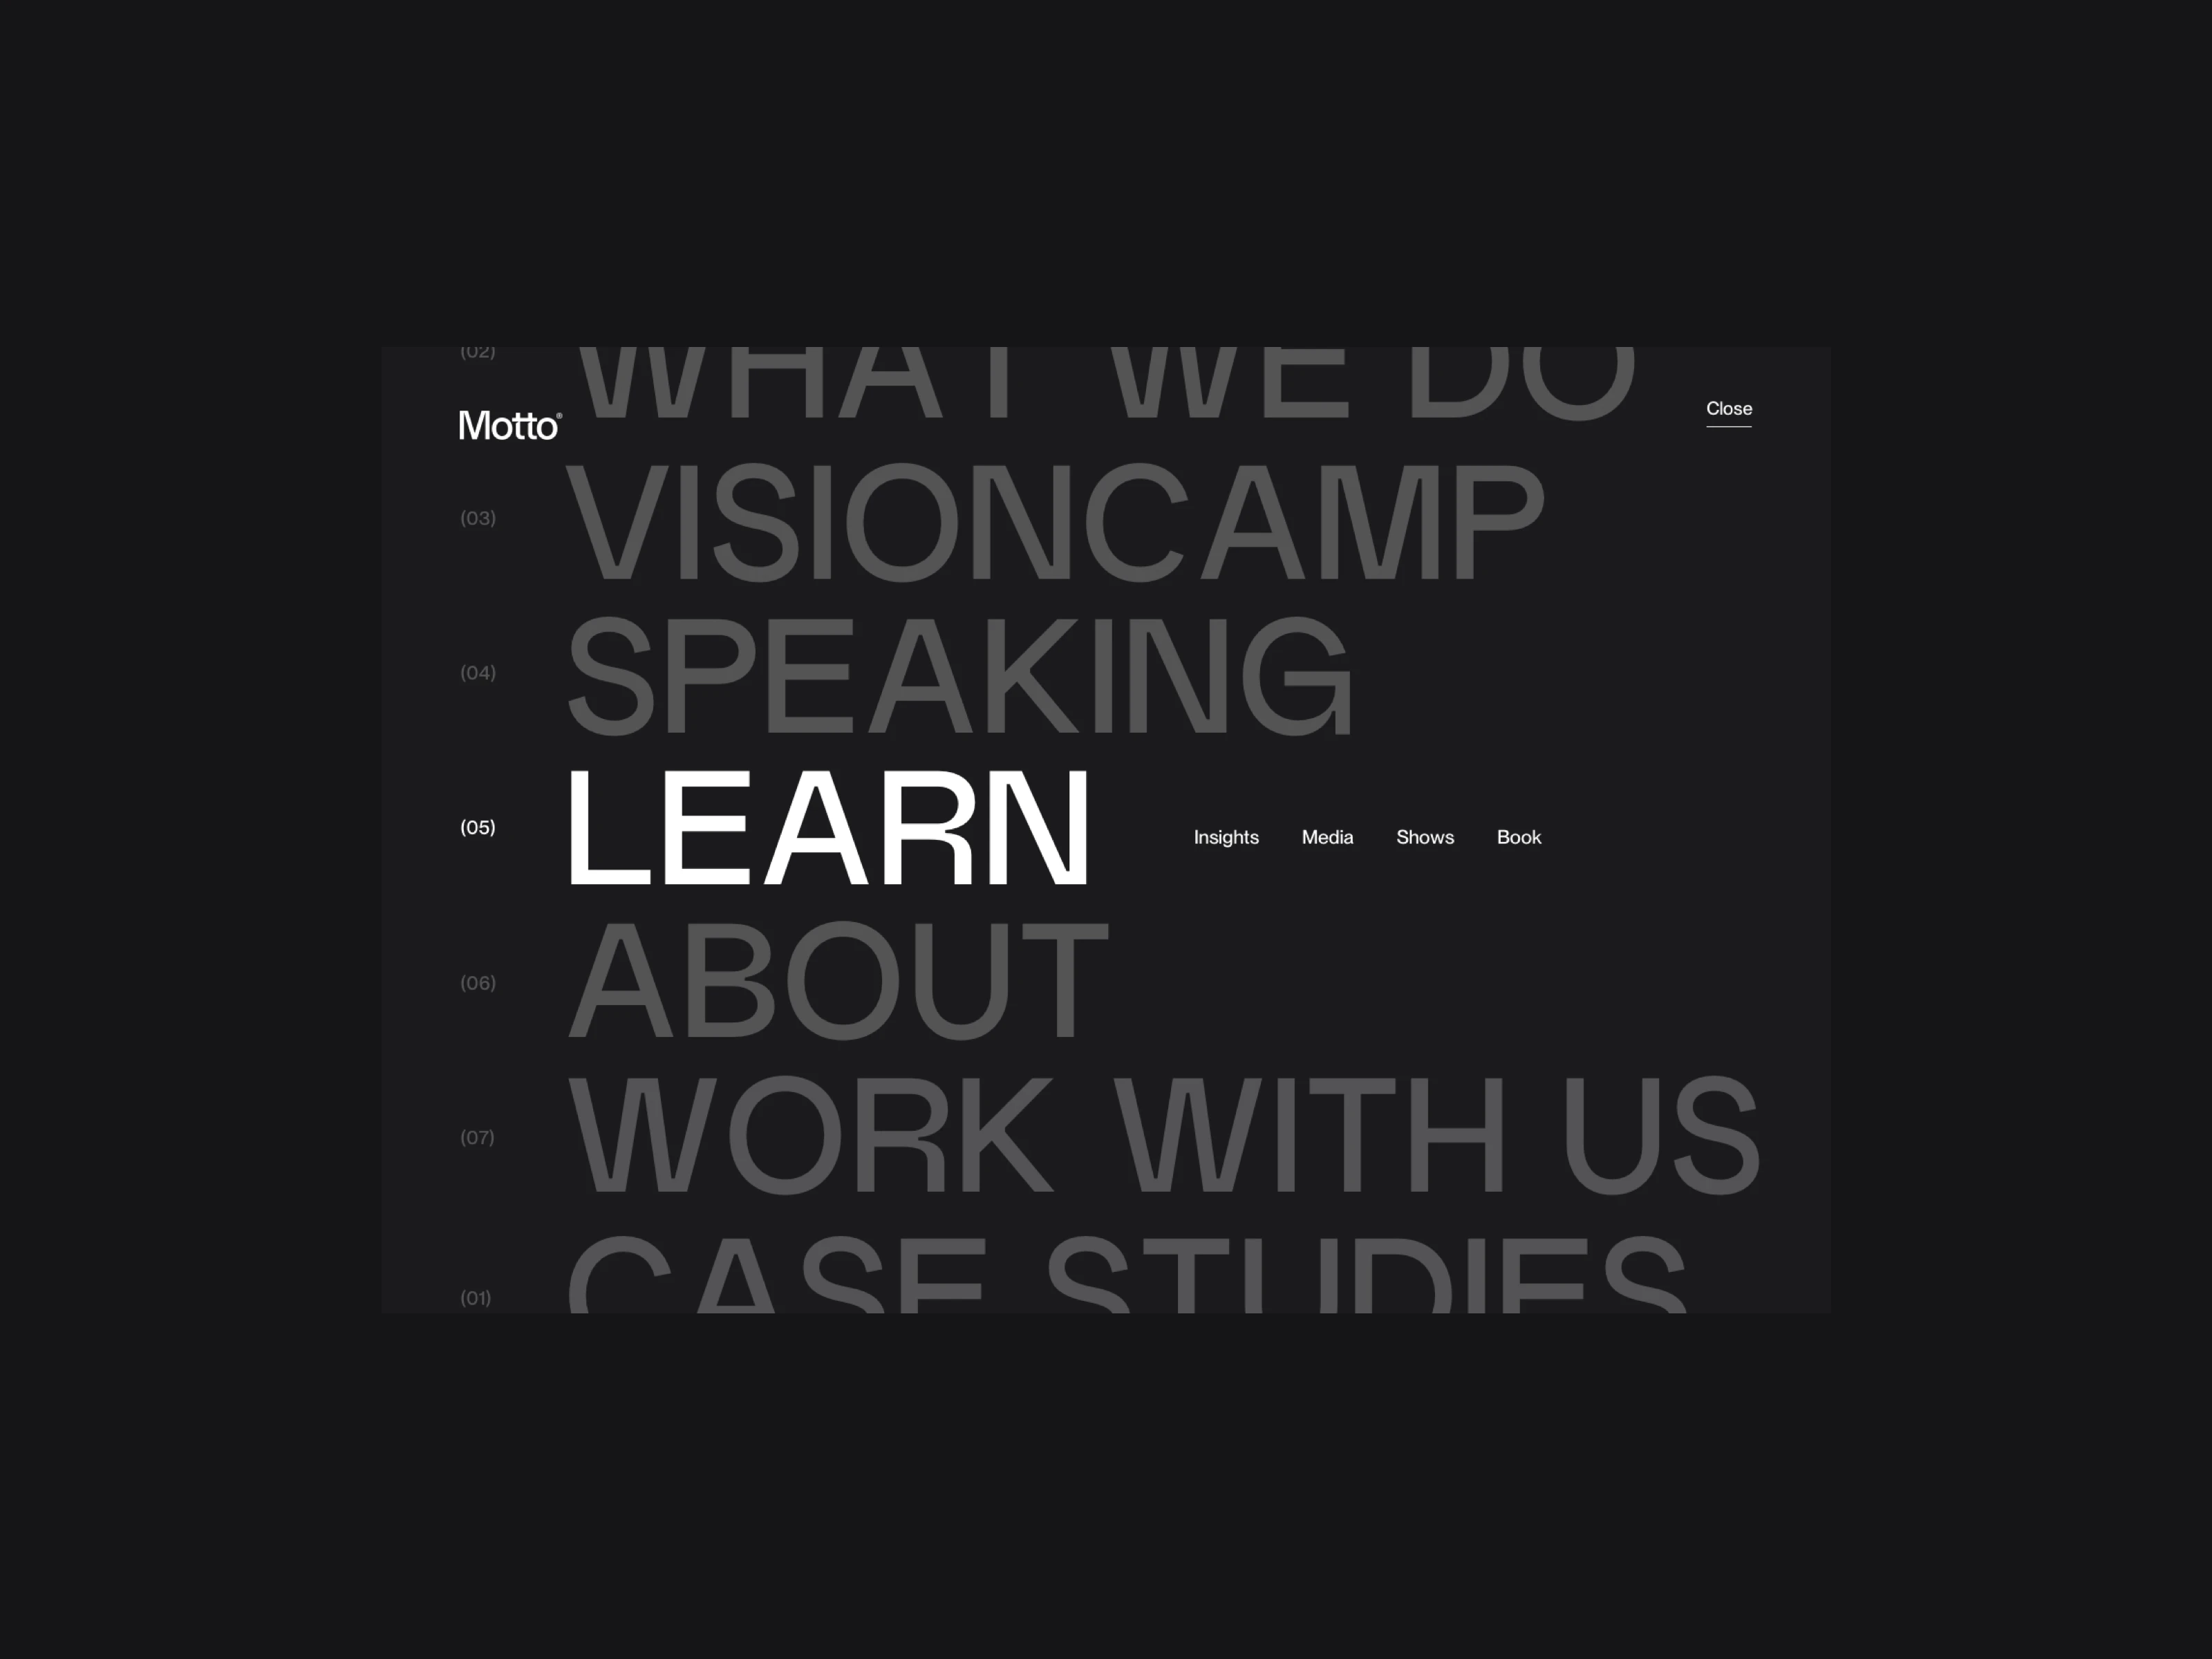 (02) WHAT WE DO
Motto®
Close
(03) VISIONCAMP
(04) SPEAKING
(05) LEARN Insights Media Shows Book
(06) ABOUT
(07) WORK WITH US
(01) CASE STUDIES